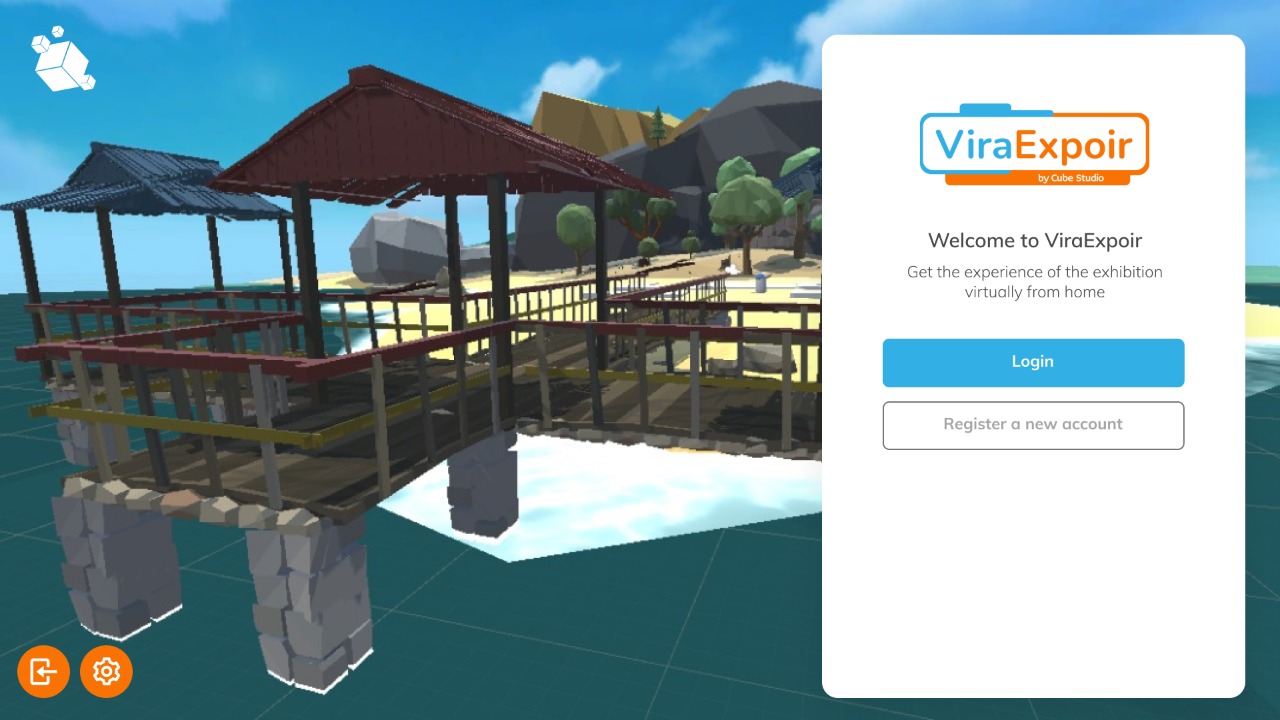 ViraExpoir
by Cube Studio
Welcome to ViraExpoir
Get the experience of the exhibition
virtually from home
Login
Register a new account